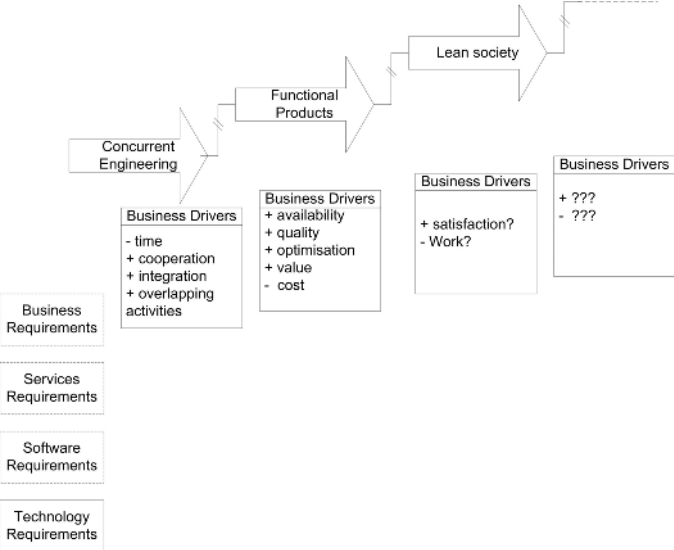 Lean society
Functional
Products
Concurrent
Engineering
Business Drivers
- time
+ cooperation
+ integration
+ overlapping
activities
Business Drivers
+ availability
+ quality
+ optimisation
+ value
- cost
Business Drivers
+ satisfaction?
- Work?
Business Drivers
+ ???
- ???
Business
Requirements
Services
Requirements
Software
Requirements
Technology
Requirements